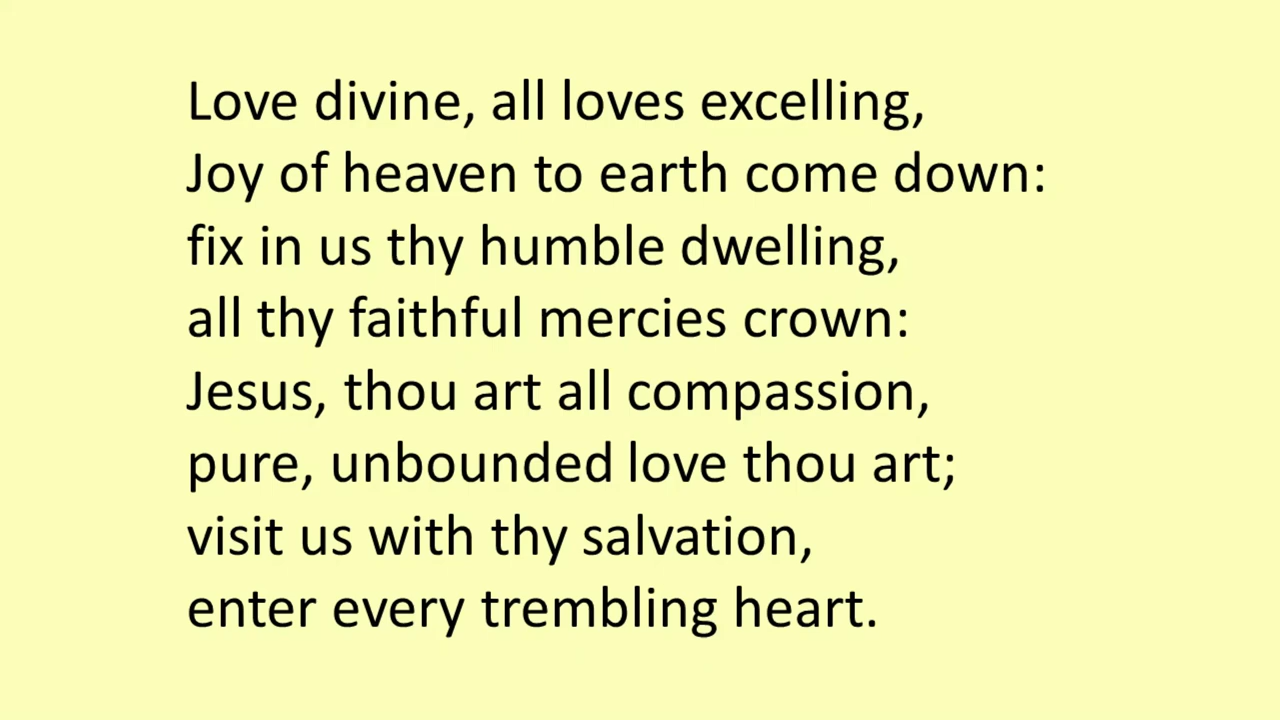 Love divine, all loves excelling,
Joy of heaven to earth come down:
fix in us thy humble dwelling,
all thy faithful mercies crown:
Jesus, thou art all compassion,
pure, unbounded love thou art;
visit us with thy salvation,
enter every trembling heart.